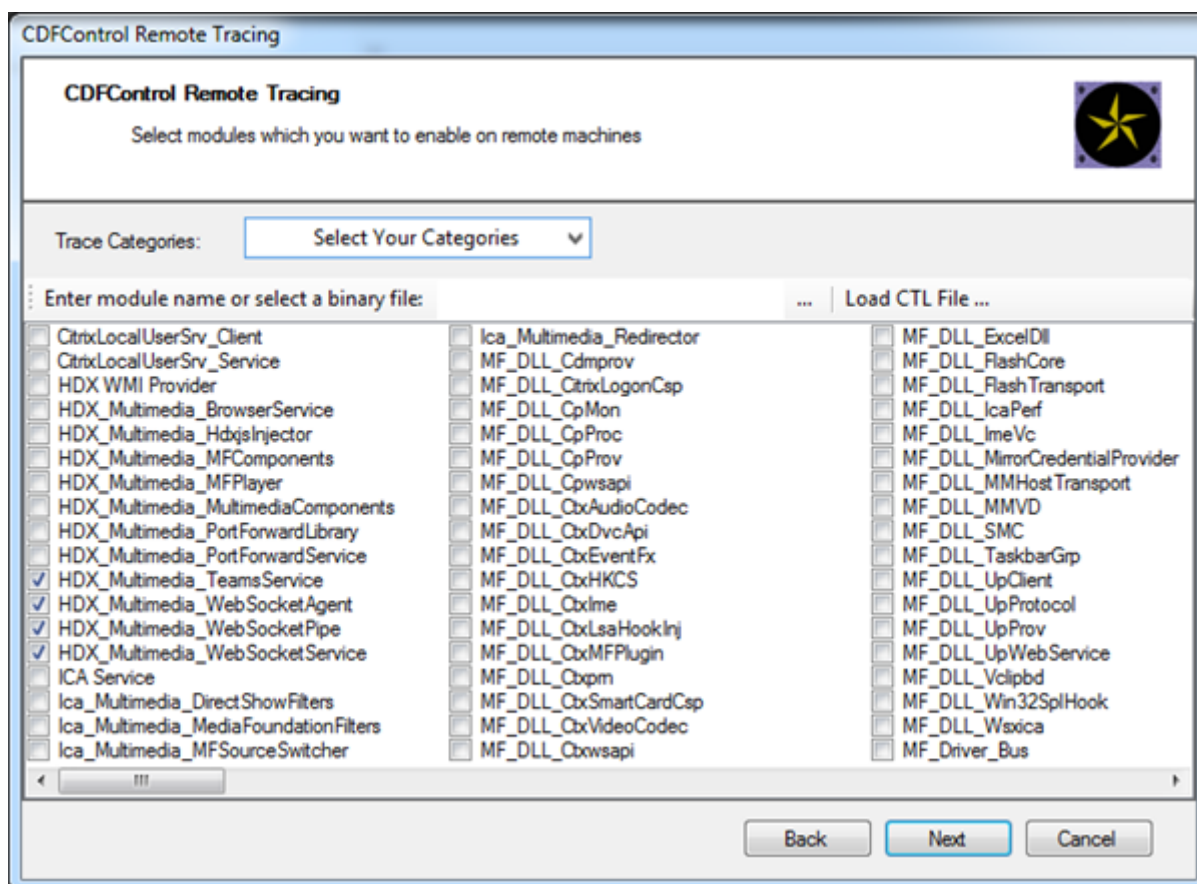 CDFControl Remote Tracing
CDFControl Remote Tracing
Select modules which you want to enable on remote machines
Trace Categories:
Select Your Categories
Enter module name or select a binary file:
...
Load CTL File ...
CitrixLocalUserSrv_Client
CitrixLocalUserSrv_Service
HDX WMI Provider
HDX_Multimedia_BrowserService
HDX_Multimedia_HdxjsInjector
HDX_Multimedia_MFComponents
HDX_Multimedia_MFPlayer
HDX_Multimedia_MultimediaComponents
HDX_Multimedia_PortForwardLibrary
HDX_Multimedia_PortForwardService
HDX_Multimedia_TeamsService
HDX_Multimedia_WebSocketAgent
HDX_Multimedia_WebSocketPipe
HDX_Multimedia_WebSocketService
ICA Service
Ica_Multimedia_DirectShowFilters
Ica_Multimedia_MediaFoundationFilters
Ica_Multimedia_MFSourceSwitcher
Ica_Multimedia_Redirector
MF_DLL_Cdmprov
MF_DLL_CitrixLogonCsp
MF_DLL_CpMon
MF_DLL_CpProc
MF_DLL_CpProv
MF_DLL_Cpwsapi
MF_DLL_CtxAudioCodec
MF_DLL_CtxDvcApi
MF_DLL_CtxEventFx
MF_DLL_CtxHKCS
MF_DLL_CtxIme
MF_DLL_CtxLsaHookInj
MF_DLL_CtxMFPlugin
MF_DLL_Ctxpm
MF_DLL_CtxSmartCardCsp
MF_DLL_CtxVideoCodec
MF_DLL_Ctxwsapi
MF_DLL_ExcelDll
MF_DLL_FlashCore
MF_DLL_FlashTransport
MF_DLL_IcaPerf
MF_DLL_ImeVc
MF_DLL_MirrorCredentialProvider
MF_DLL_MMHostTransport
MF_DLL_MMVD
MF_DLL_SMC
MF_DLL_TaskbarGrp
MF_DLL_UpClient
MF_DLL_UpProtocol
MF_DLL_UpProv
MF_DLL_UpWebService
MF_DLL_Vclipbd
MF_DLL_Win32SplHook
MF_DLL_Wsxica
MF_Driver_Bus
Back
Next
Cancel